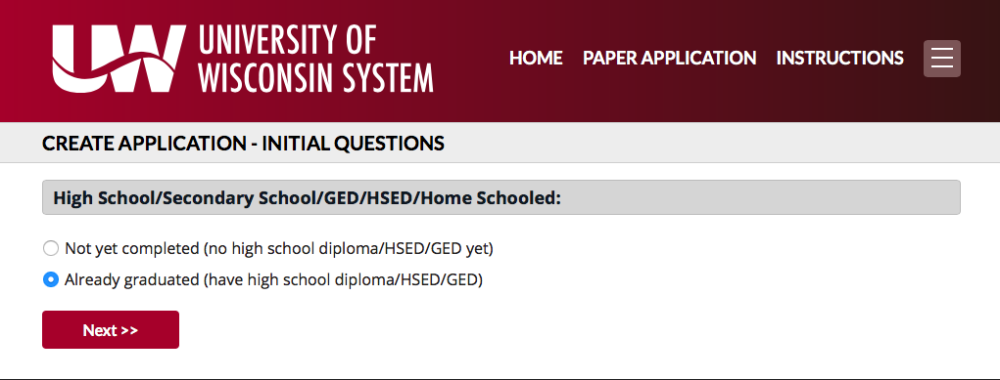 UW UNIVERSITY OF
WISCONSIN SYSTEM
HOME PAPER APPLICATION INSTRUCTIONS
CREATE APPLICATION - INITIAL QUESTIONS
High School/Secondary School/GED/HSED/Home Schooled:
Not yet completed (no high school diploma/HSED/GED yet)
Already graduated (have high school diploma/HSED/GED)
Next >>